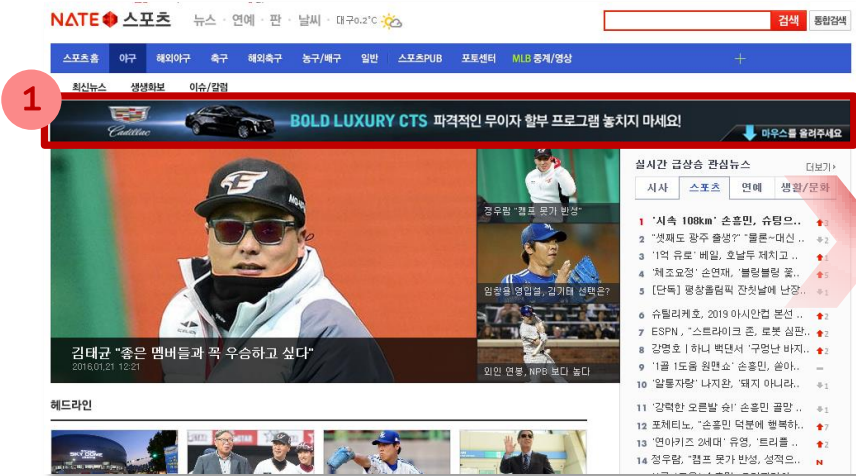 NATE 스포츠
뉴스 · 연예 · 판 · 날씨 · 대구0.2°C
검색 통합검색
스포츠 홈 야구 해외야구 축구 해외축구 농구/배구 일반 스포츠PUB 포토센터 MLB 중계/영상 +
최신뉴스 생생화보 이슈/칼럼
1
Cadillac BOLD LUXURY CTS 파격적인 무이자 할부 프로그램 놓치지 마세요!
마우스를 올려주세요
김태균 "좋은 멤버들과 꼭 우승하고 싶다"
2016.01.21 12:21
정우람 "캠프 못가 반성"
임창용 영입설, 김기태 선택은?
외인 연봉, NPB 보다 높다
실시간 급상승 관심뉴스 더보기
시사 스포츠 연예 생활/문화
1 '시속 108km' 손흥민, 슈팅으..
2 "셋째도 광주 출생?" "물론~대신 .. 2
3 '1억 유로' 베일, 호날두 제치고 ..
4 '체조요정' 손연재, '블링블링 꽃.. 5
5 [단독] 평창올림픽 잔칫날에 난장.. 1
6 슈틸리케호, 2019 아시안컵 본선 .. 2
7 ESPN, "스트라이크 존, 로봇 심판.. 2
8 강명호 | 하니 백댄서 '구멍난 바지.. 2
9 '1골 1도움 원맨쇼' 손흥민, 쏟아..
10 '알통자랑' 나지완, '돼지 아니라.. 1
11 '강력한 오른발 슛!' 손흥민 골망 .. 1
12 포체티노, "손흥민 덕분에 행복하.. 7
13 '연아키즈 2세대' 유영, '트리플 .. 2
14 정우람, "캠프 못가 반성, 성적으.. N
헤드라인
SKY DOME